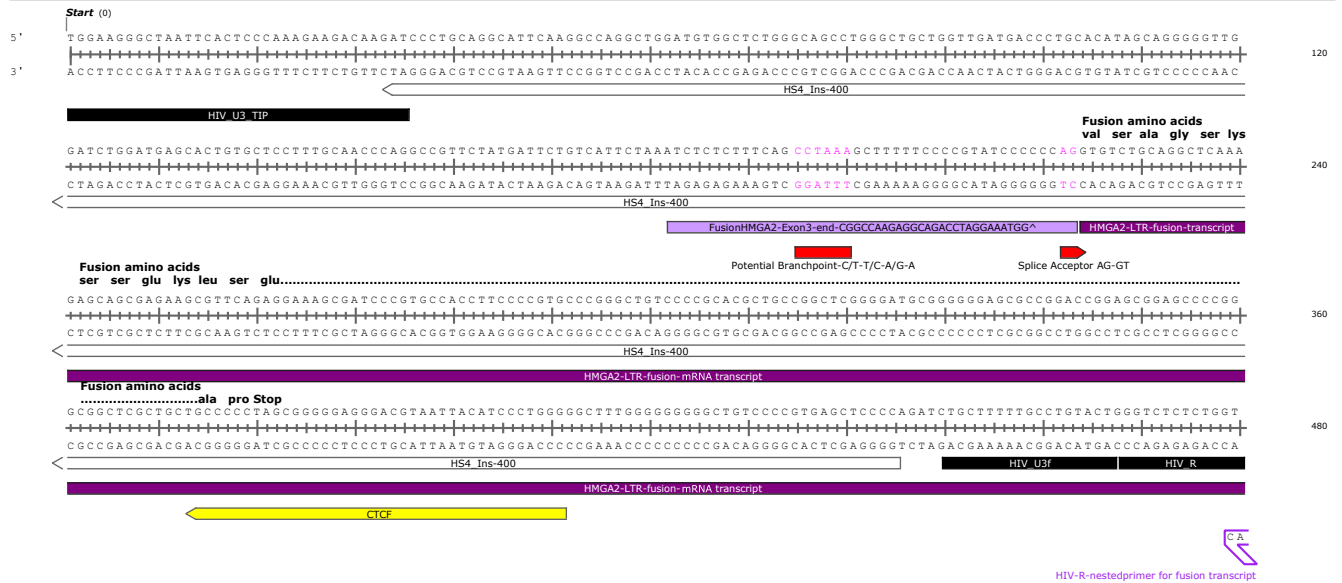 Start (0)
5' TGGAAGGGCTAATTCACTCCCAAAGAAGACAAGATCCCTGCAGGCATTCAAGGCCAGGCTGGATGTGGCTCTGGGCAGCCTGGGCTGCTGGTTGATGACCCTGCACATAGCAGGGGGTTG
120
3' ACCTTCCCGATTAAGTGAGGGTTTCTTCTGTTCTAGGGACGTCCGTAAGTTCCGGTCCGACCTACACCGAGACCCGTCGGACCCGACGACCAACTACTGGGACGTGTATCGTCCCCCAAC
HS4_Ins-400
HIV_U3_TIP
Fusion amino acids
val ser ala gly ser lys
GATCTGGATGAGCACTGTGCTCCTTTGCAACCCAGGCCGTTCTATGATTCTGTCATTCTAAATCTCTCTTTCAGCCTAAAGCTTTTTCCCCGTATCCCCCCAGGTGTCTGCAGGCTCAAA
240
CTAGACCTACTCGTGACACGAGGAAACGTTGGGTCCGGCAAGATACTAAGACAGTAAGATTTAGAGAGAAAGTCGGATTTCGAAAAAGGGGCATAGGGGGGTCCACAGACGTCCGAGTTT
HS4_Ins-400
FusionHMGA2-Exon3-end-CGGCCAAGAGGCAGACCTAGGAAATGG^ HMGA2-LTR-fusion-transcript
Potential Branchpoint-C/T-T/C-A/G-A Splice Acceptor AG-GT
Fusion amino acids
ser ser glu lys leu ser glu..........................................................................
GAGCAGCGAGAAGCGTTCAGAGGAAAGCGATCCCGTGCCACCTTCCCCGTGCCCGGGCTGTCCCCGCACGCTGCCGGCTCGGGGATGCGGGGGGAGCGCCGGACCGGAGCGGAGCCCCGG
360
CTCGTCGCTCTTCGCAAGTCTCCTTTCGCTAGGGCACGGTGGAAGGGGCACGGGCCCGACAGGGGCGTGCGACGGCCGAGCCCCTACGCCCCCCTCGCGGCCTGGCCTCGCCTCGGGGCC
HS4_Ins-400
HMGA2-LTR-fusion-mRNA transcript
Fusion amino acids
...........................ala pro Stop
GCGGCTCGCTGCTGCCCCCTAGCGGGGGAGGGACGTAATTACATCCCTGGGGGCTTTGGGGGGGGGCTGTCCCCGTGAGCTCCCCAGATCTGCTTTTTGCCTGTACTGGGTCTCTCTGGT
480
CGCCGAGCGACGACGGGGGATCGCCCCCTCCCTGCATTAATGTAGGGACCCCCGAAACCCCCCCCCGACAGGGGCACTCGAGGGGTCTAGACGAAAAACGGACATGACCCAGAGAGACCA
HS4_Ins-400 HIV_U3f HIV_R
HMGA2-LTR-fusion-mRNA transcript
CTCF
CA
HIV-R-nestedprimer for fusion transcript